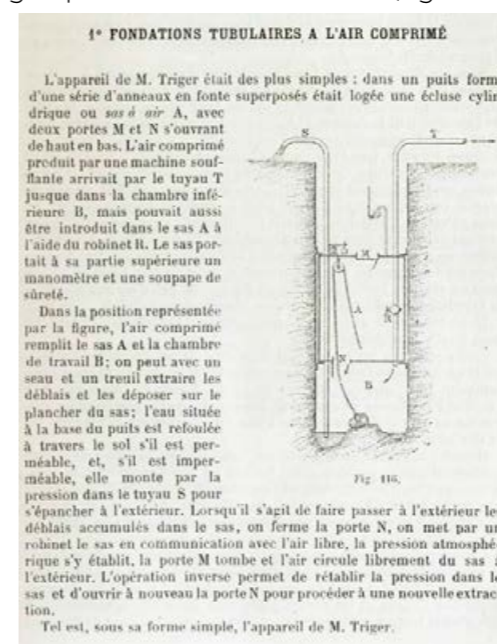 1° FONDATIONS TUBULAIRES A L'AIR COMPRIMÉ
L'appareil de M. Triger était des plus simples : dans un puits form
d'une série d'anneaux en fonte superposés était logée une écluse cylin
drique ou sas à air A, avec
deux portes M et N s'ouvrant
de haut en bas. L'air comprimé
produit par une machine souf-
flante arrivait par le tuyau T
jusque dans la chambre infé-
rieure B, mais pouvait aussi
être introduit dans le sas A à
l'aide du robinet R. Le sas por-
tait à sa partie supérieure un
manomètre et une soupape de
sûreté.
Dans la position représentée
par la figure, l'air comprimé
remplit le sas A et la chambre
de travail B; on peut avec un
seau et un treuil extraire les
déblais et les déposer sur le
plancher du sas; l'eau située
à la base du puits est refoulée
à travers le sol s'il est per-
méable, et, s'il est imper-
méable, elle monte par la
pression dans le tuyau S pour
S T
M
A
R
N
B
Fig. 116.
s'épancher à l'extérieur. Lorsqu'il s'agit de faire passer à l'extérieur le
déblais accumulés dans le sas, on ferme la porte N, on met par un
robinet le sas en communication avec l'air libre, la pression atmosphé
rique s'y établit, la porte M tombe et l'air circule librement du sas à
l'extérieur. L'opération inverse permet de rétablir la pression dans le
sas et d'ouvrir à nouveau la porte N pour procéder à une nouvelle extrac
tion.
Tel est, sous sa forme simple, l'appareil de M. Triger.